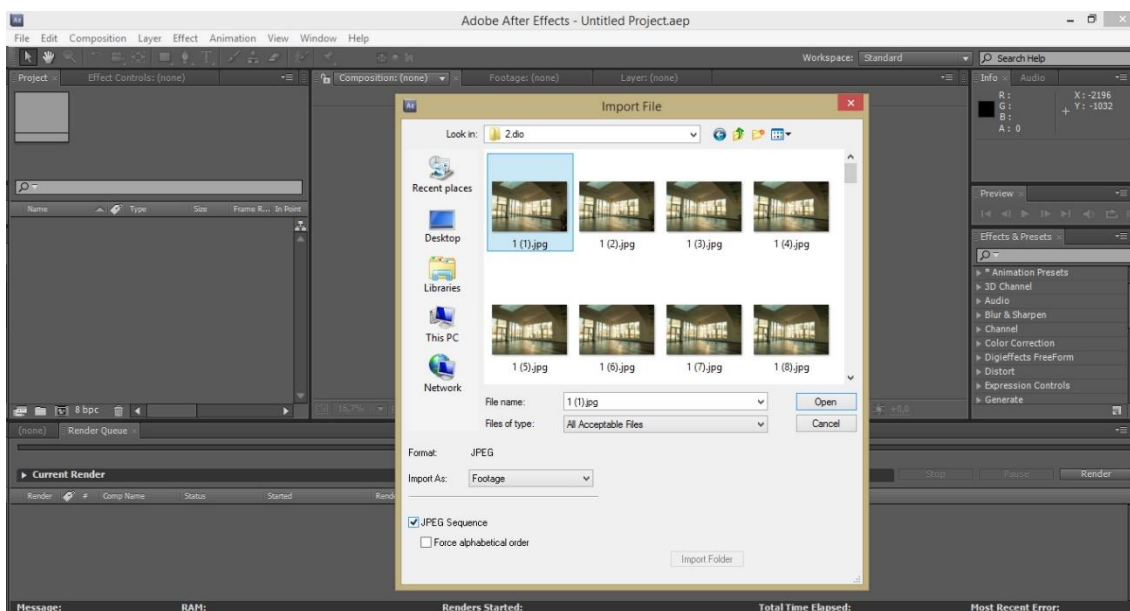 Ae
Adobe After Effects - Untitled Project.aep
File Edit Composition Layer Effect Animation View Window Help
Workspace: Standard
Search Help
Project
Effect Controls: (none)
Composition: (none)
Footage: (none)
Layer: (none)
Info
Audio
R :
G :
B :
A : 0
X : -2196
Y : -1032
Import File
Look in:
2.dio
Recent places
Desktop
Libraries
This PC
Network
1 (1).jpg
1 (2).jpg
1 (3).jpg
1 (4).jpg
1 (5).jpg
1 (6).jpg
1 (7).jpg
1 (8).jpg
File name:
1 (1).jpg
Open
Files of type:
All Acceptable Files
Cancel
Format:
JPEG
Import As:
Footage
JPEG Sequence
Force alphabetical order
Import Folder
Name
Type
Size
Frame R...
In Point
Preview
Effects & Presets
* Animation Presets
3D Channel
Audio
Blur & Sharpen
Channel
Color Correction
Digieffects FreeForm
Distort
Expression Controls
Generate
8 bpc
15,7%
+0,0
(none)
Render Queue
Current Render
Stop
Pause
Render
Render
#
Comp Name
Status
Started
Rend
Message:
RAM:
Renders Started:
Total Time Elapsed:
Most Recent Error: